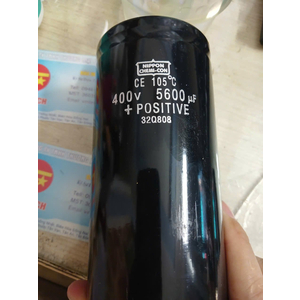 NIPPON
CHEMI-CON
CE 105°C
400V 5600µF
+ POSITIVE
32Q808